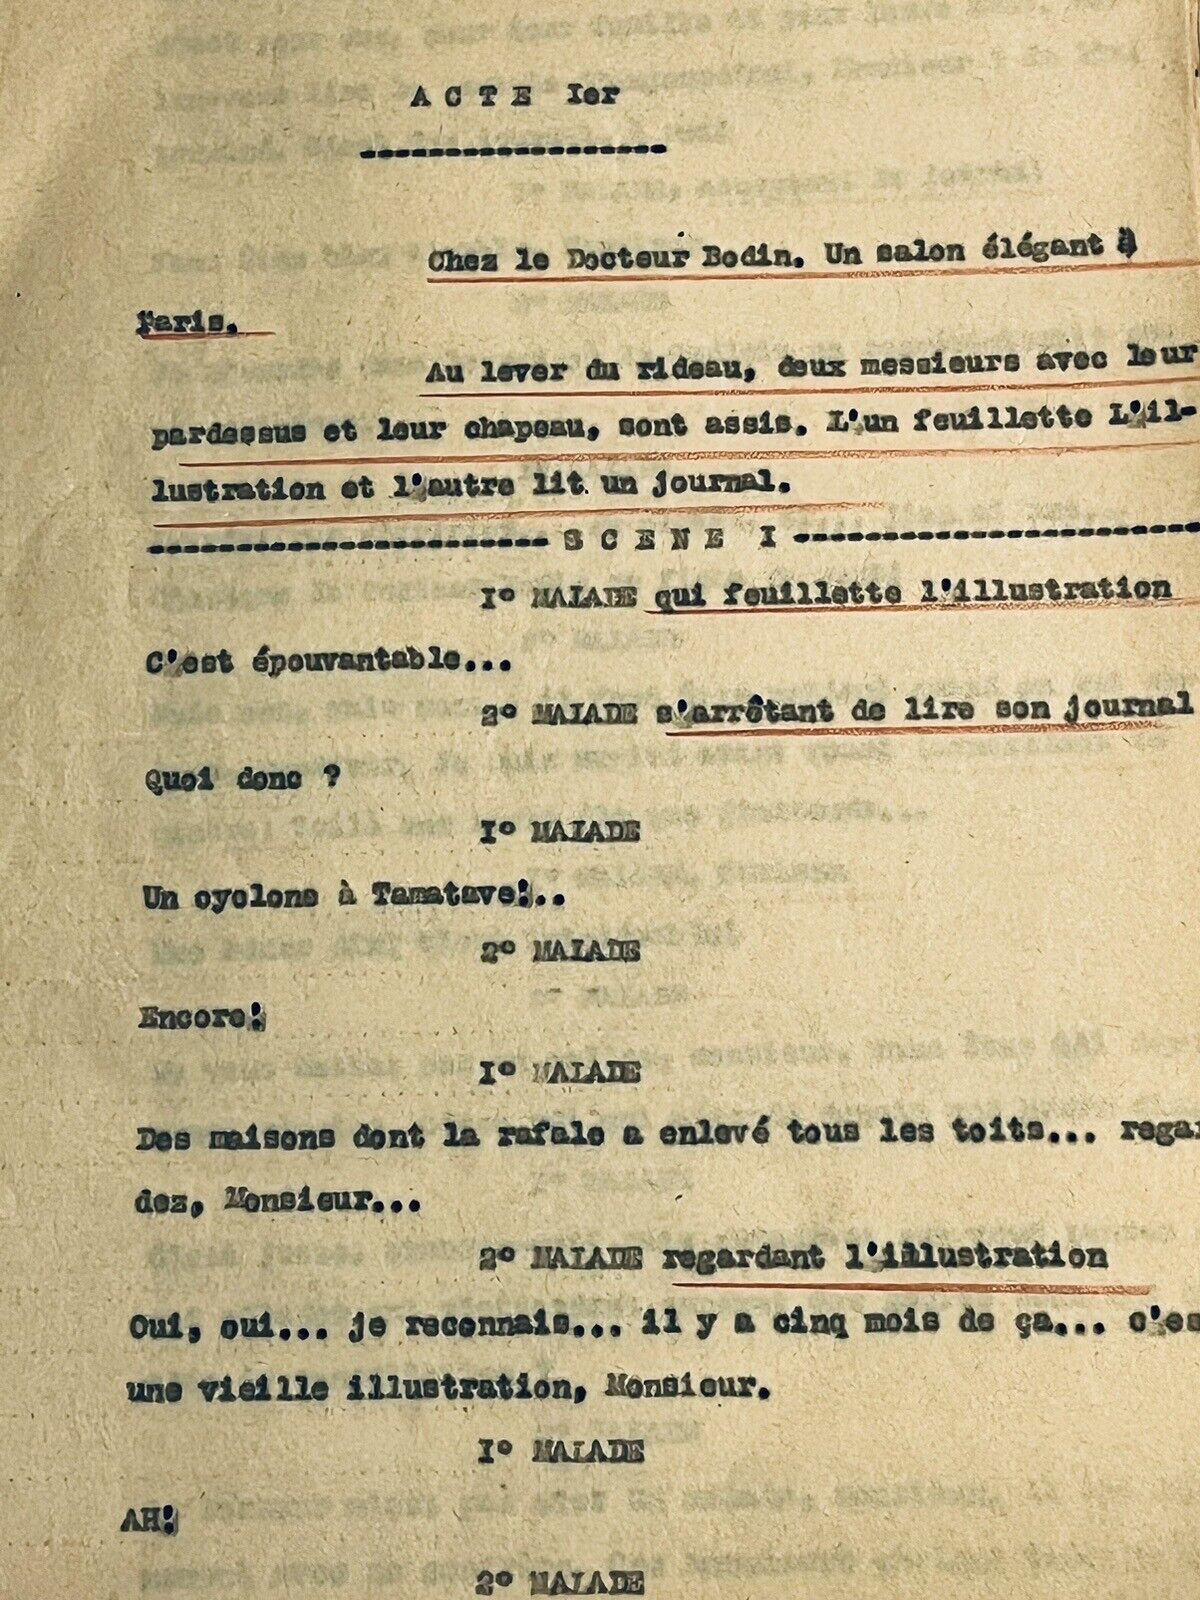 ACTE Ier
Chez le Docteur Bodin. Un salon élégant à
Paris.
Au lever du rideau, deux messieurs avec leur
pardessus et leur chapeau, sont assis. L'un feuillette L'il-
lustration et l'autre lit un journal.
SCENE I
I° MALADE qui feuillette l'illustration
C'est épouvantable...
2° MALADE s'arrêtant de lire son journal
Quoi donc ?
I° MALADE
Un cyclone à Tamatave!..
2° MALADE
Encore!
I° MALADE
Des maisons dont la rafale a enlevé tous les toits... regar
dez, Monsieur...
2° MALADE regardant l'illustration
Oui, oui... je reconnais... il y a cinq mois de ça... c'es
une vieille illustration, Monsieur.
I° MALADE
AH!
2° MALADE